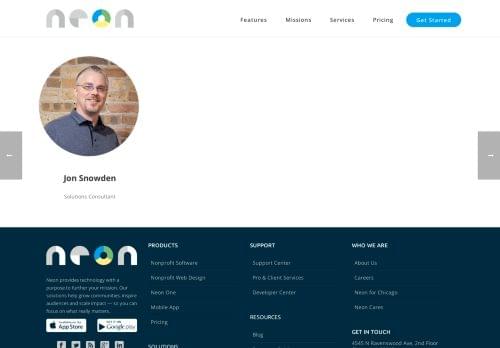 neon
Features
Missions
Services
Pricing
Get Started
←
→
Jon Snowden
Solutions Consultant
neon
Neon provides technology with a
purpose to further your mission. Our
solutions help grow communities, inspire
audiences and scale impact — so you can
focus on what really matters.
App Store
Google play
PRODUCTS
Nonprofit Software
Nonprofit Web Design
Neon One
Mobile App
Pricing
SOLUTIONS
SUPPORT
Support Center
Pro & Client Services
Developer Center
RESOURCES
Blog
WHO WE ARE
About Us
Careers
Neon for Chicago
Neon Cares
GET IN TOUCH
4545 N Ravenswood Ave, 2nd Floor